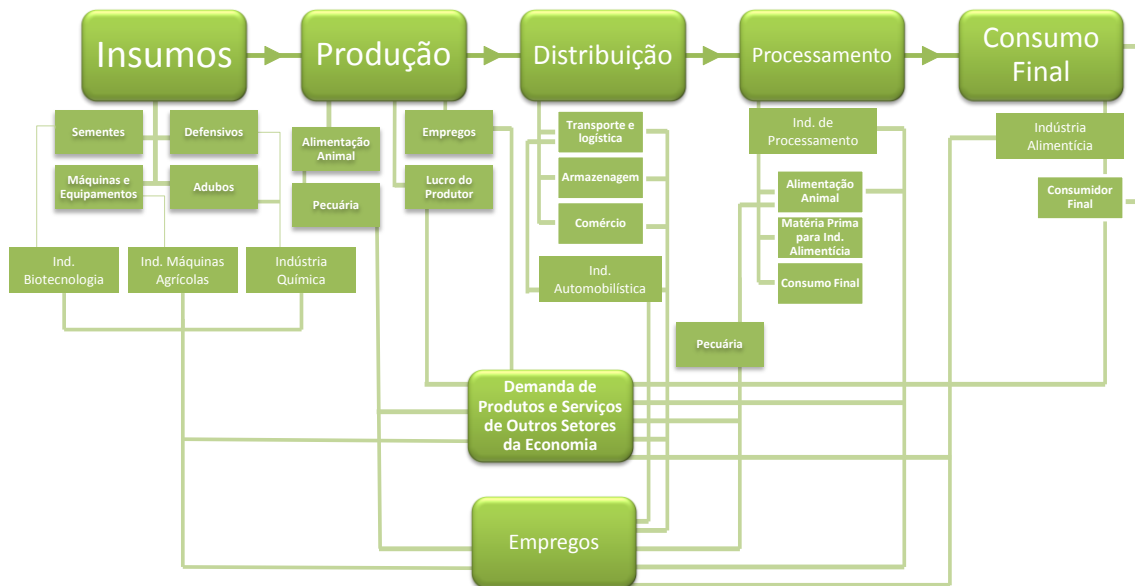 Insumos
Produção
Distribuição
Processamento
Consumo
Final
Sementes
Defensivos
Máquinas e
Equipamentos
Adubos
Ind.
Biotecnologia
Ind. Máquinas
Agrícolas
Indústria
Química
Alimentação
Animal
Pecuária
Empregos
Lucro do
Produtor
Transporte e
logística
Armazenagem
Comércio
Ind.
Automobilística
Ind. de
Processamento
Alimentação
Animal
Matéria Prima
para Ind.
Alimentícia
Consumo Final
Pecuária
Indústria
Alimentícia
Consumidor
Final
Demanda de
Produtos e Serviços
de Outros Setores
da Economia
Empregos